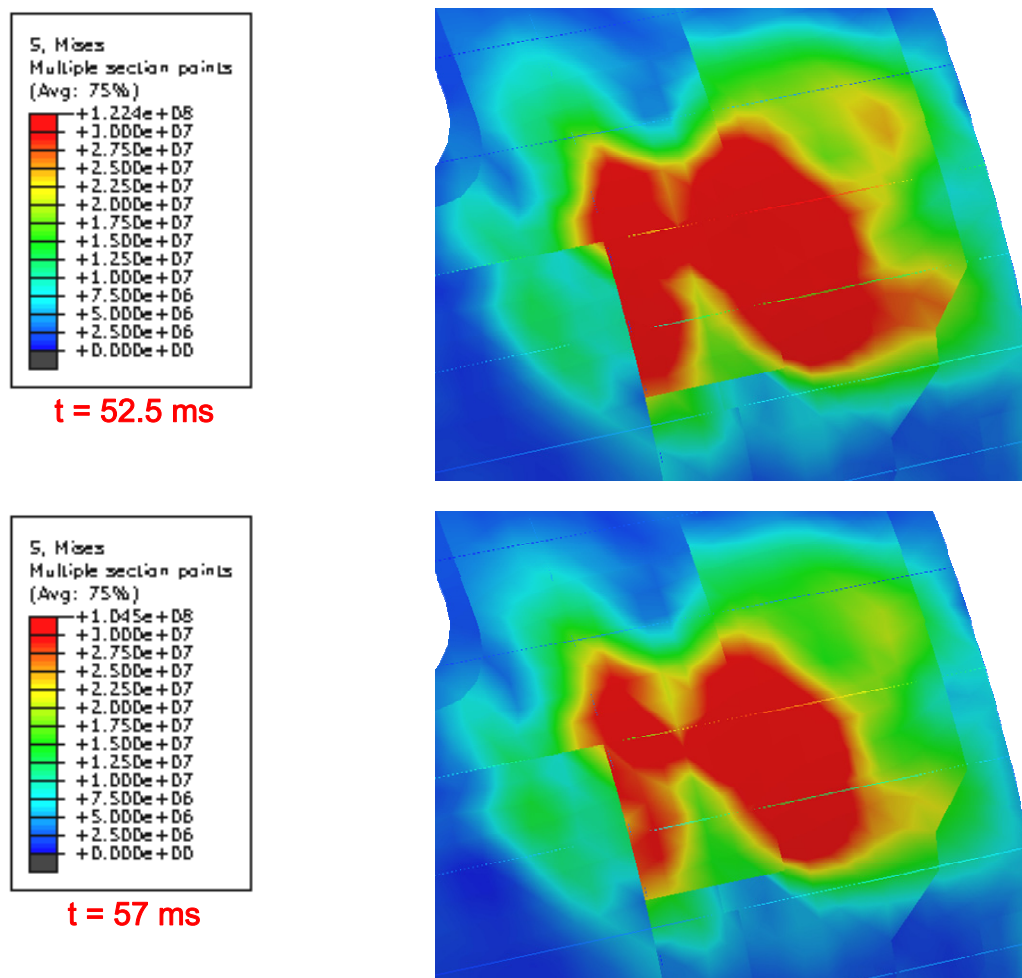 S, Mises
Multiple section points
(Avg: 75%)
+1.224e+08
+3.000e+07
+2.750e+07
+2.500e+07
+2.250e+07
+2.000e+07
+1.750e+07
+1.500e+07
+1.250e+07
+1.000e+07
+7.500e+06
+5.000e+06
+2.500e+06
+0.000e+00
t = 52.5 ms
S, Mises
Multiple section points
(Avg: 75%)
+1.045e+08
+3.000e+07
+2.750e+07
+2.500e+07
+2.250e+07
+2.000e+07
+1.750e+07
+1.500e+07
+1.250e+07
+1.000e+07
+7.500e+06
+5.000e+06
+2.500e+06
+0.000e+00
t = 57 ms